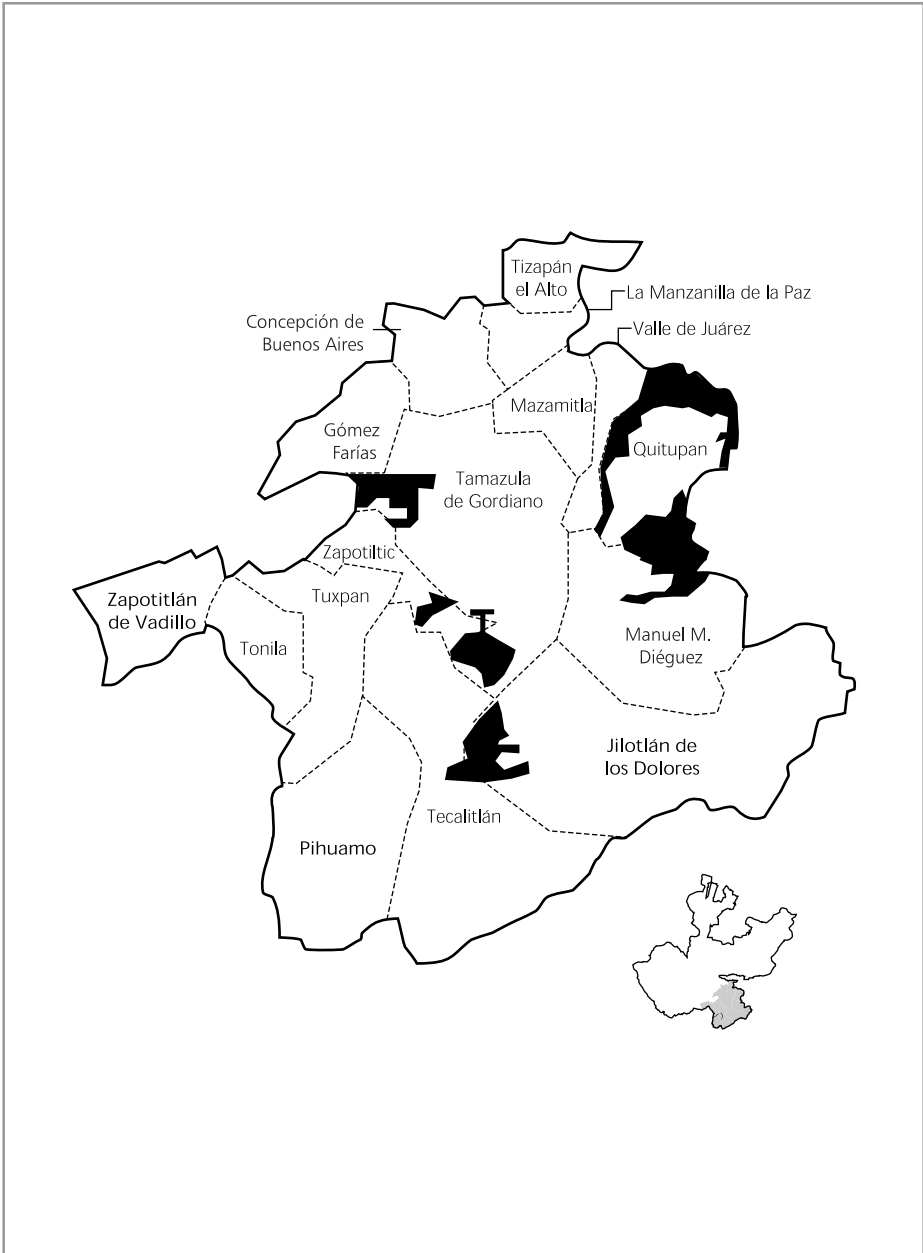 Tizapán
el Alto
La Manzanilla de la Paz
Valle de Juárez
Concepción de
Buenos Aires
Mazamitla
Gómez
Farías
Quitupan
Tamazula
de Gordiano
Zapotiltic
Zapotitlán
de Vadillo
Tuxpan
Tonila
Manuel M.
Diéguez
Jilotlán de
los Dolores
Tecalitlán
Pihuamo